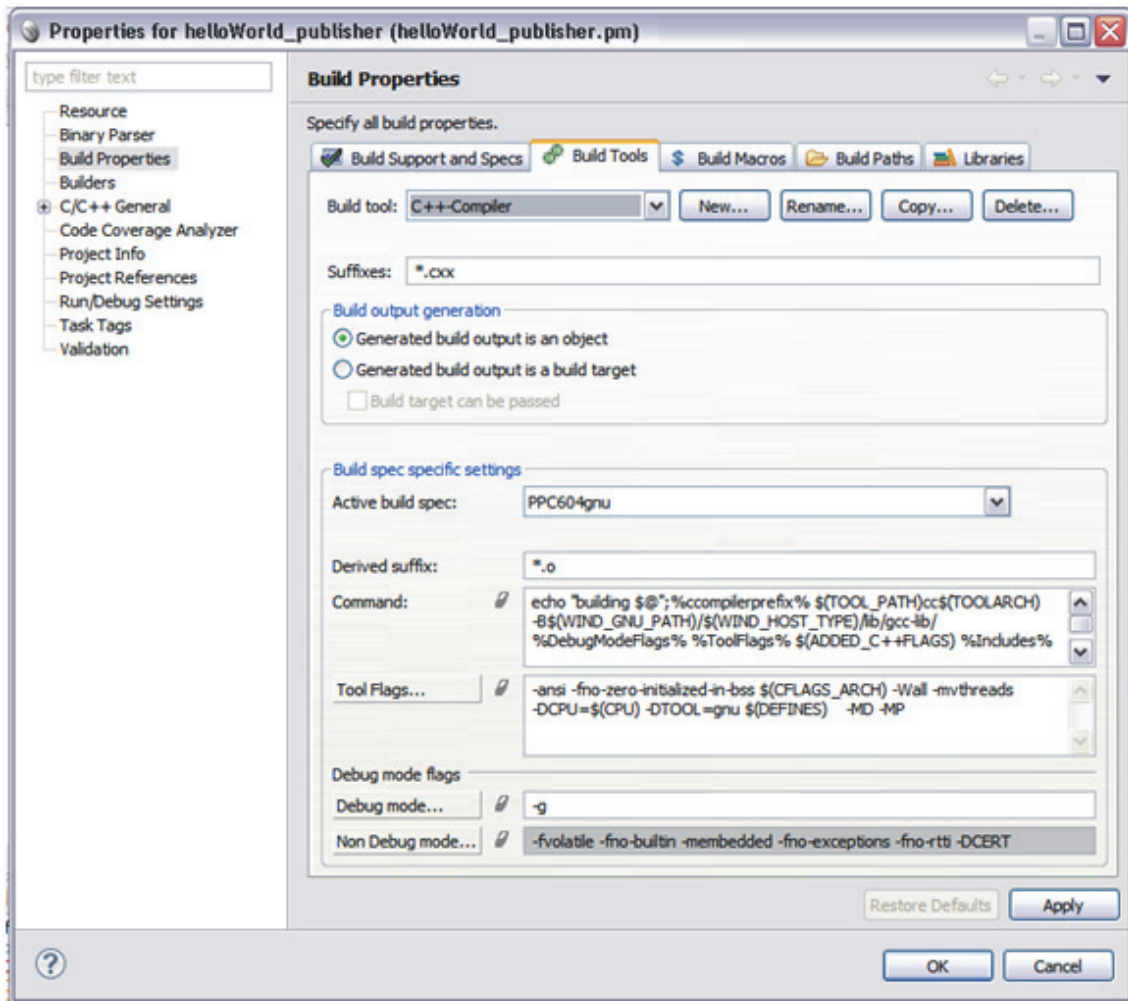 Properties for helloWorld_publisher (helloWorld_publisher.pm)
type filter text
Resource
Binary Parser
Build Properties
Builders
C/C++ General
Code Coverage Analyzer
Project Info
Project References
Run/Debug Settings
Task Tags
Validation
Build Properties
Specify all build properties.
Build Support and Specs
Build Tools
Build Macros
Build Paths
Libraries
Build tool: C++-Compiler New... Rename... Copy... Delete...
Suffixes: *.cxx
Build output generation
Generated build output is an object
Generated build output is a build target
Build target can be passed
Build spec specific settings
Active build spec: PPC604gnu
Derived suffix: *.o
Command: echo "building $@";%ccompilerprefix% $(TOOL_PATH)cc$(TOOLARCH)
-B$(WIND_GNU_PATH)/$(WIND_HOST_TYPE)/lib/gcc-lib/
%DebugModeFlags% %ToolFlags% $(ADDED_C++FLAGS) %Includes%
Tool Flags... -ansi -fno-zero-initialized-in-bss $(CFLAGS_ARCH) -Wall -mvthreads
-DCPU=$(CPU) -DTOOL=gnu $(DEFINES) -MD -MP
Debug mode flags
Debug mode... -g
Non Debug mode... -fvolatile -fno-builtin -membedded -fno-exceptions -fno-rtti -DCERT
Restore Defaults Apply
OK Cancel